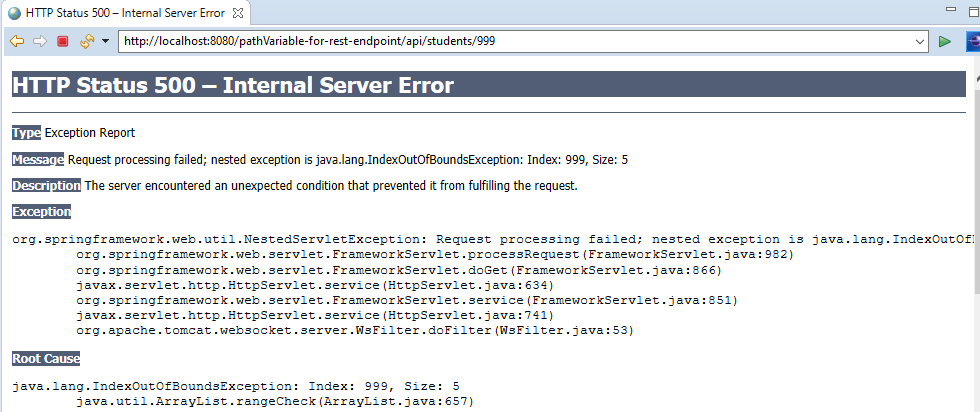 HTTP Status 500 – Internal Server Error
http://localhost:8080/pathVariable-for-rest-endpoint/api/students/999
HTTP Status 500 – Internal Server Error
Type Exception Report
Message Request processing failed; nested exception is java.lang.IndexOutOfBoundsException: Index: 999, Size: 5
Description The server encountered an unexpected condition that prevented it from fulfilling the request.
Exception
org.springframework.web.util.NestedServletException: Request processing failed; nested exception is java.lang.IndexOutOfB
org.springframework.web.servlet.FrameworkServlet.processRequest(FrameworkServlet.java:982)
org.springframework.web.servlet.FrameworkServlet.doGet(FrameworkServlet.java:866)
javax.servlet.http.HttpServlet.service(HttpServlet.java:634)
org.springframework.web.servlet.FrameworkServlet.service(FrameworkServlet.java:851)
javax.servlet.http.HttpServlet.service(HttpServlet.java:741)
org.apache.tomcat.websocket.server.WsFilter.doFilter(WsFilter.java:53)
Root Cause
java.lang.IndexOutOfBoundsException: Index: 999, Size: 5
java.util.ArrayList.rangeCheck(ArrayList.java:657)